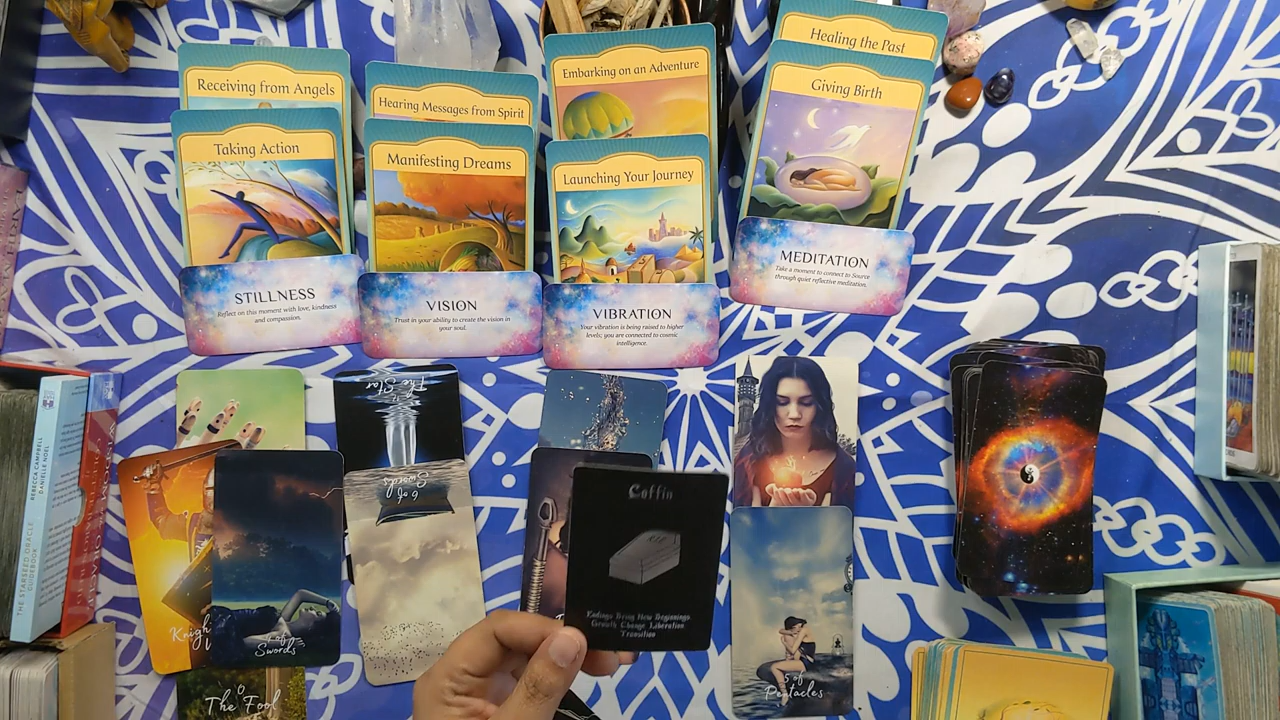 Healing the Past
Receiving from Angels
Hearing Messages from Spirit
Embarking on an Adventure
Giving Birth
Taking Action
Manifesting Dreams
Launching Your Journey
STILLNESS
Reflect on this moment with love, kindness
and compassion.
VISION
Trust in your ability to create the vision in
your soul.
VIBRATION
Your vibration is being raised to higher
levels; you are connected to cosmic
intelligence.
MEDITATION
Take a moment to connect to Source
through quiet reflective meditation.
The Star
6 of
Swords
Knigh
Swords
0
The Fool
Coffin
R.I.P
Endings Bring New Beginnings
Growth Change Liberation
Transition
5 of
Pentacles
REBECCA CAMPBELL
DANIELLE NOEL
THE STARSEED ORACLE
GUIDEBOOK